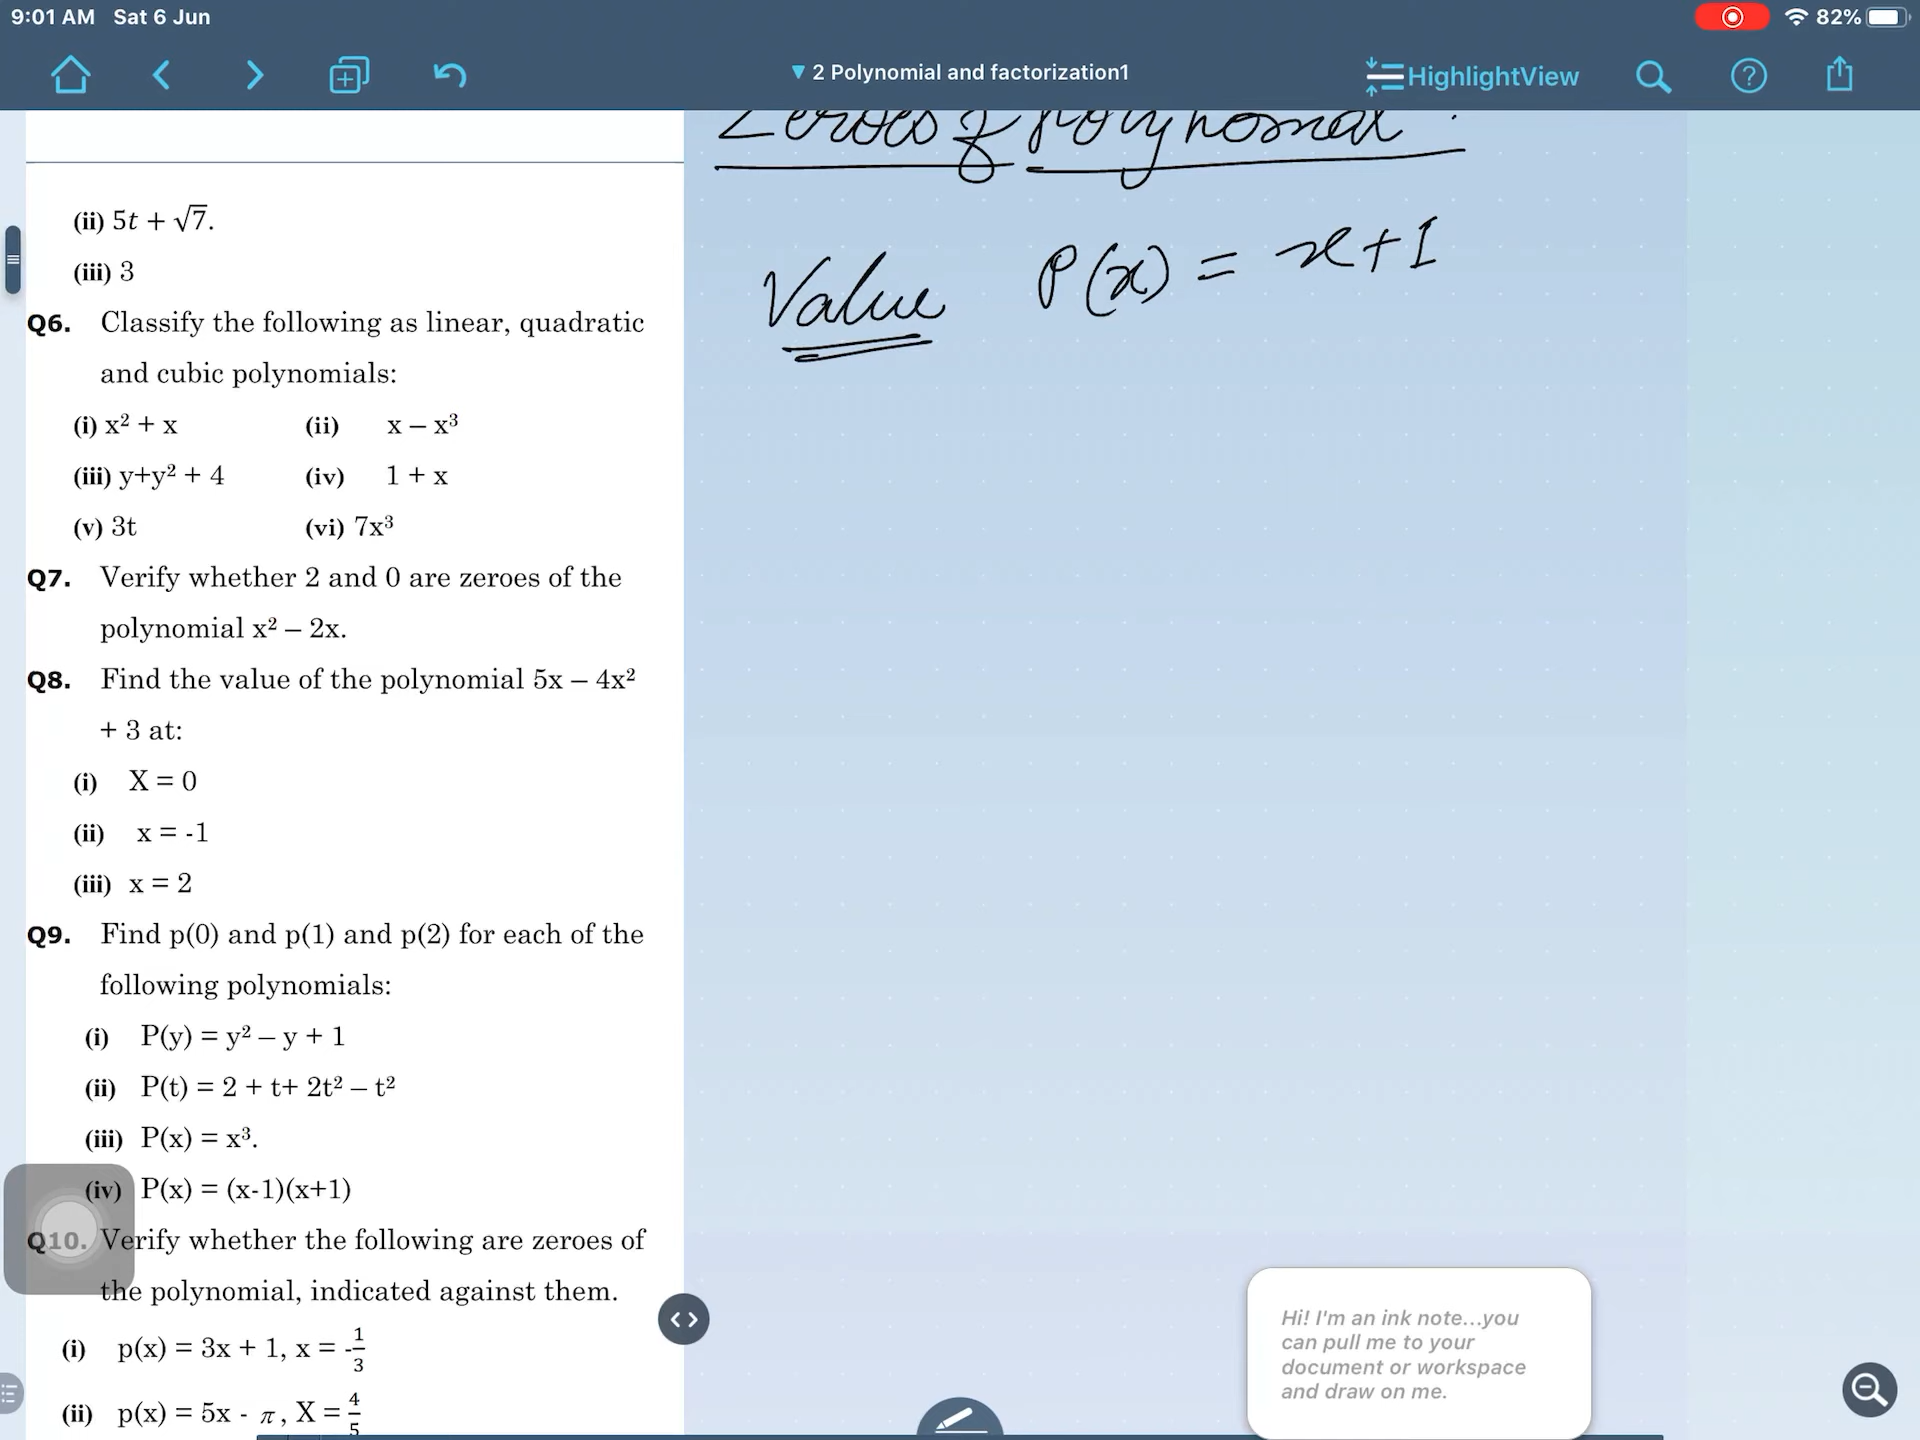 9:01 AM Sat 6 Jun
82%
2 Polynomial and factorization1
HighlightView
(ii) 5t + √7.
(iii) 3
Q6. Classify the following as linear, quadratic
and cubic polynomials:
(i) x² + x (ii) x – x³
(iii) y+y² + 4 (iv) 1 + x
(v) 3t (vi) 7x³
Q7. Verify whether 2 and 0 are zeroes of the
polynomial x² – 2x.
Q8. Find the value of the polynomial 5x – 4x²
+ 3 at:
(i) X = 0
(ii) x = -1
(iii) x = 2
Q9. Find p(0) and p(1) and p(2) for each of the
following polynomials:
(i) P(y) = y² – y + 1
(ii) P(t) = 2 + t+ 2t² – t²
(iii) P(x) = x³.
(iv) P(x) = (x-1)(x+1)
Q10. Verify whether the following are zeroes of
the polynomial, indicated against them.
(i) p(x) = 3x + 1, x = -1/3
(ii) p(x) = 5x - π, X = 4/5
Zeroes of Polynomial :
Value P(x) = x+1
Hi! I'm an ink note...you
can pull me to your
document or workspace
and draw on me.